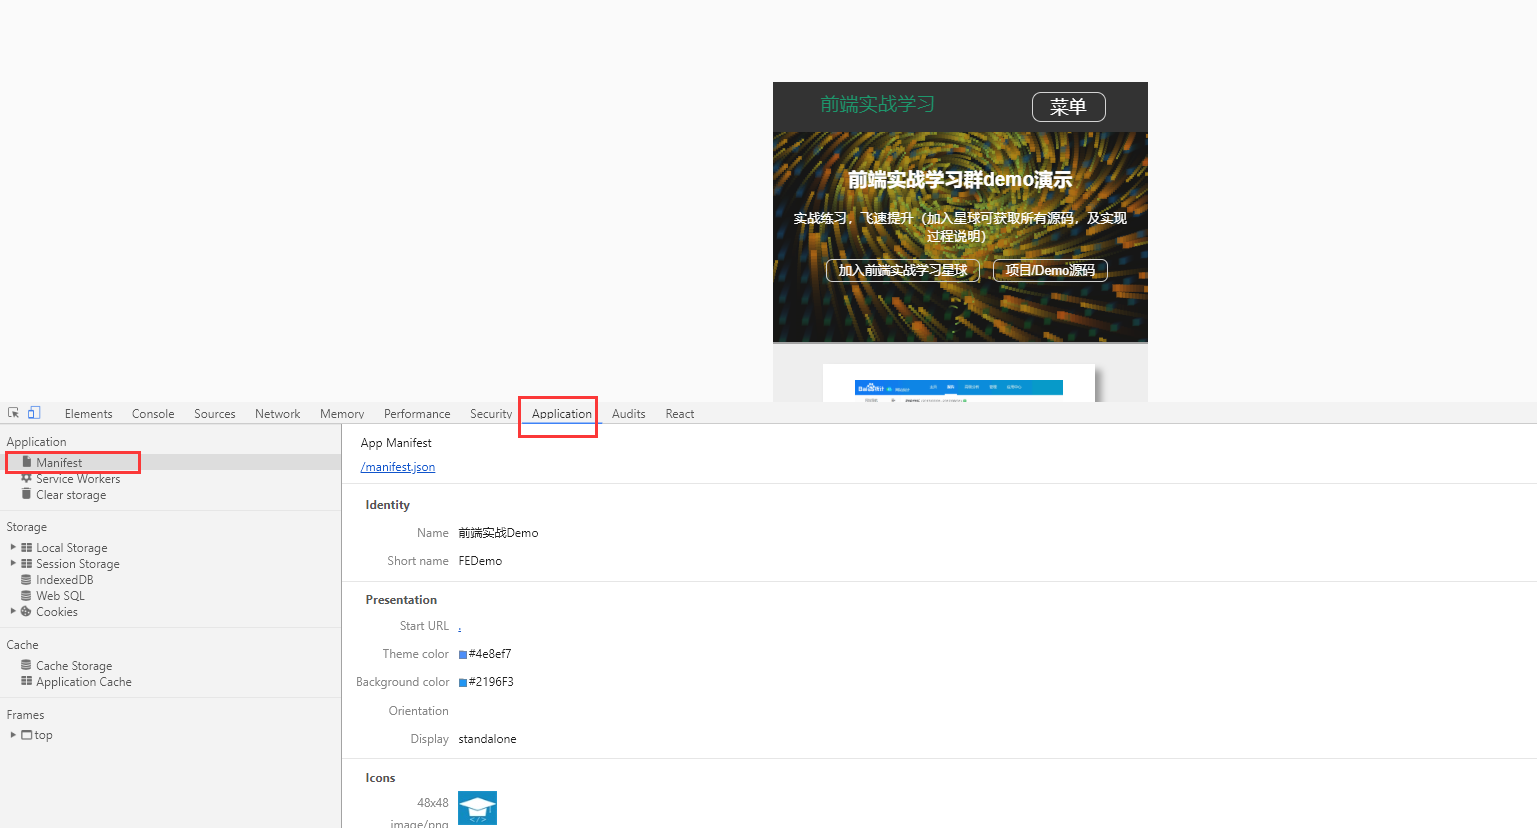 前端实战学习
菜单
前端实战学习群demo演示
实战练习，飞速提升（加入星球可获取所有源码，及实现
过程说明）
加入前端实战学习星球
项目/Demo源码
Elements Console Sources Network Memory Performance Security Application Audits React
Application
Manifest
Service Workers
Clear storage
Storage
Local Storage
Session Storage
IndexedDB
Web SQL
Cookies
Cache
Cache Storage
Application Cache
Frames
top
App Manifest
/manifest.json
Identity
Name 前端实战Demo
Short name FEDemo
Presentation
Start URL .
Theme color #4e8ef7
Background color #2196F3
Orientation
Display standalone
Icons
48x48
image/png